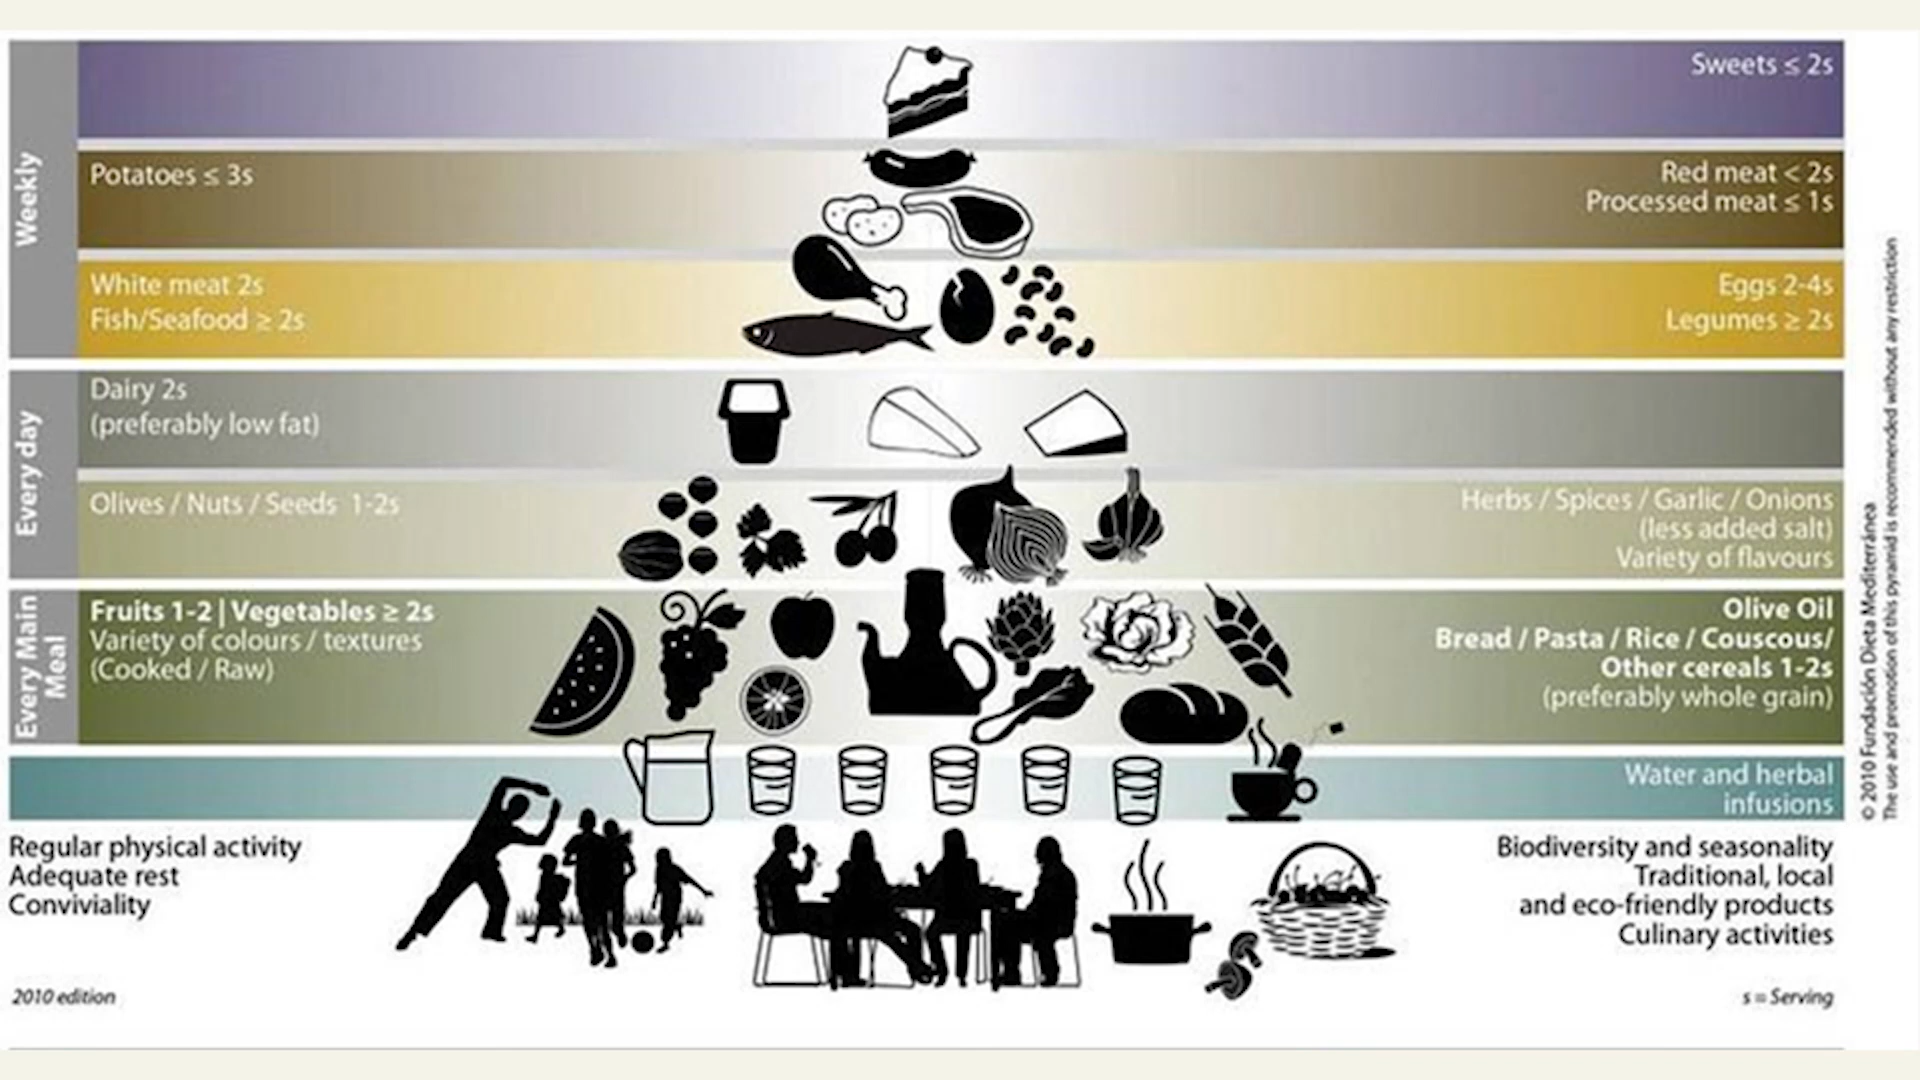 Weekly
Sweets ≤ 2s
Potatoes ≤ 3s
Red meat < 2s
Processed meat ≤ 1s
White meat 2s
Fish/Seafood ≥ 2s
Eggs 2-4s
Legumes ≥ 2s
Every day
Dairy 2s
(preferably low fat)
Olives / Nuts / Seeds 1-2s
Herbs / Spices / Garlic / Onions
(less added salt)
Variety of flavours
Every Main
Meal
Fruits 1-2 | Vegetables ≥ 2s
Variety of colours / textures
(Cooked / Raw)
Olive Oil
Bread / Pasta / Rice / Couscous/
Other cereals 1-2s
(preferably whole grain)
Water and herbal
infusions
Regular physical activity
Adequate rest
Conviviality
Biodiversity and seasonality
Traditional, local
and eco-friendly products
Culinary activities
2010 edition
s = Serving
© 2010 Fundación Dieta Mediterránea
The use and promotion of this pyramid is recommended without any restriction